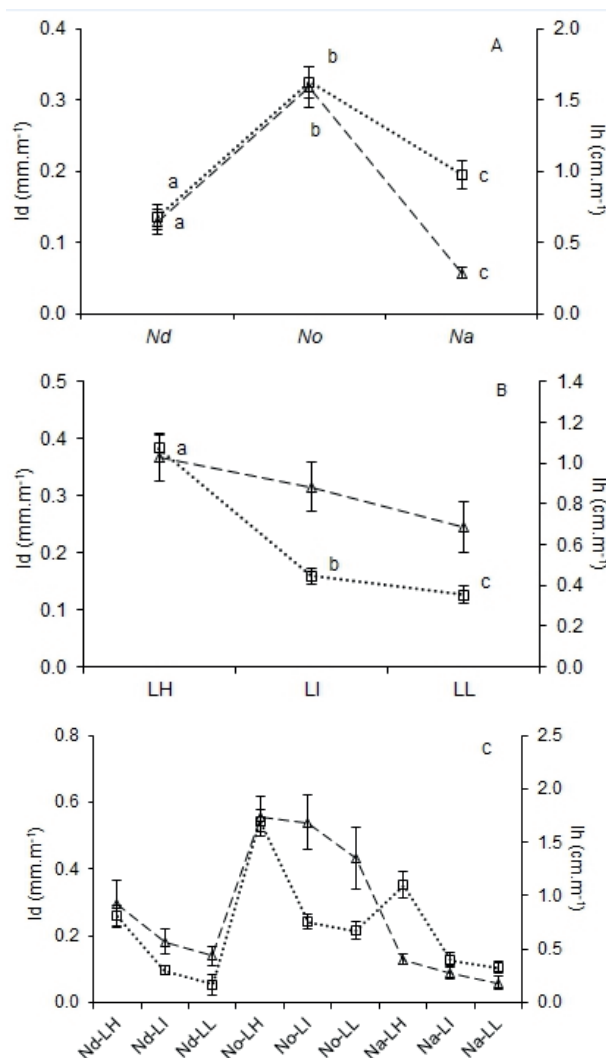 A
0.4
0.3
0.2
0.1
0.0
Id (mm.m⁻¹)
2.0
1.5
1.0
0.5
0.0
Ih (cm.m⁻¹)
a
a
b
b
c
c
Nd No Na
B
0.5
0.4
0.3
0.2
0.1
0.0
Id (mm.m⁻¹)
1.4
1.2
1.0
0.8
0.6
0.4
0.2
0.0
Ih (cm.m⁻¹)
a
b
c
LH LI LL
C
0.8
0.6
0.4
0.2
0.0
Id (mm.m⁻¹)
2.5
2.0
1.5
1.0
0.5
0.0
Ih (cm.m⁻¹)
Nd-LH
Nd-LI
Nd-LL
No-LH
No-LI
No-LL
Na-LH
Na-LI
Na-LL